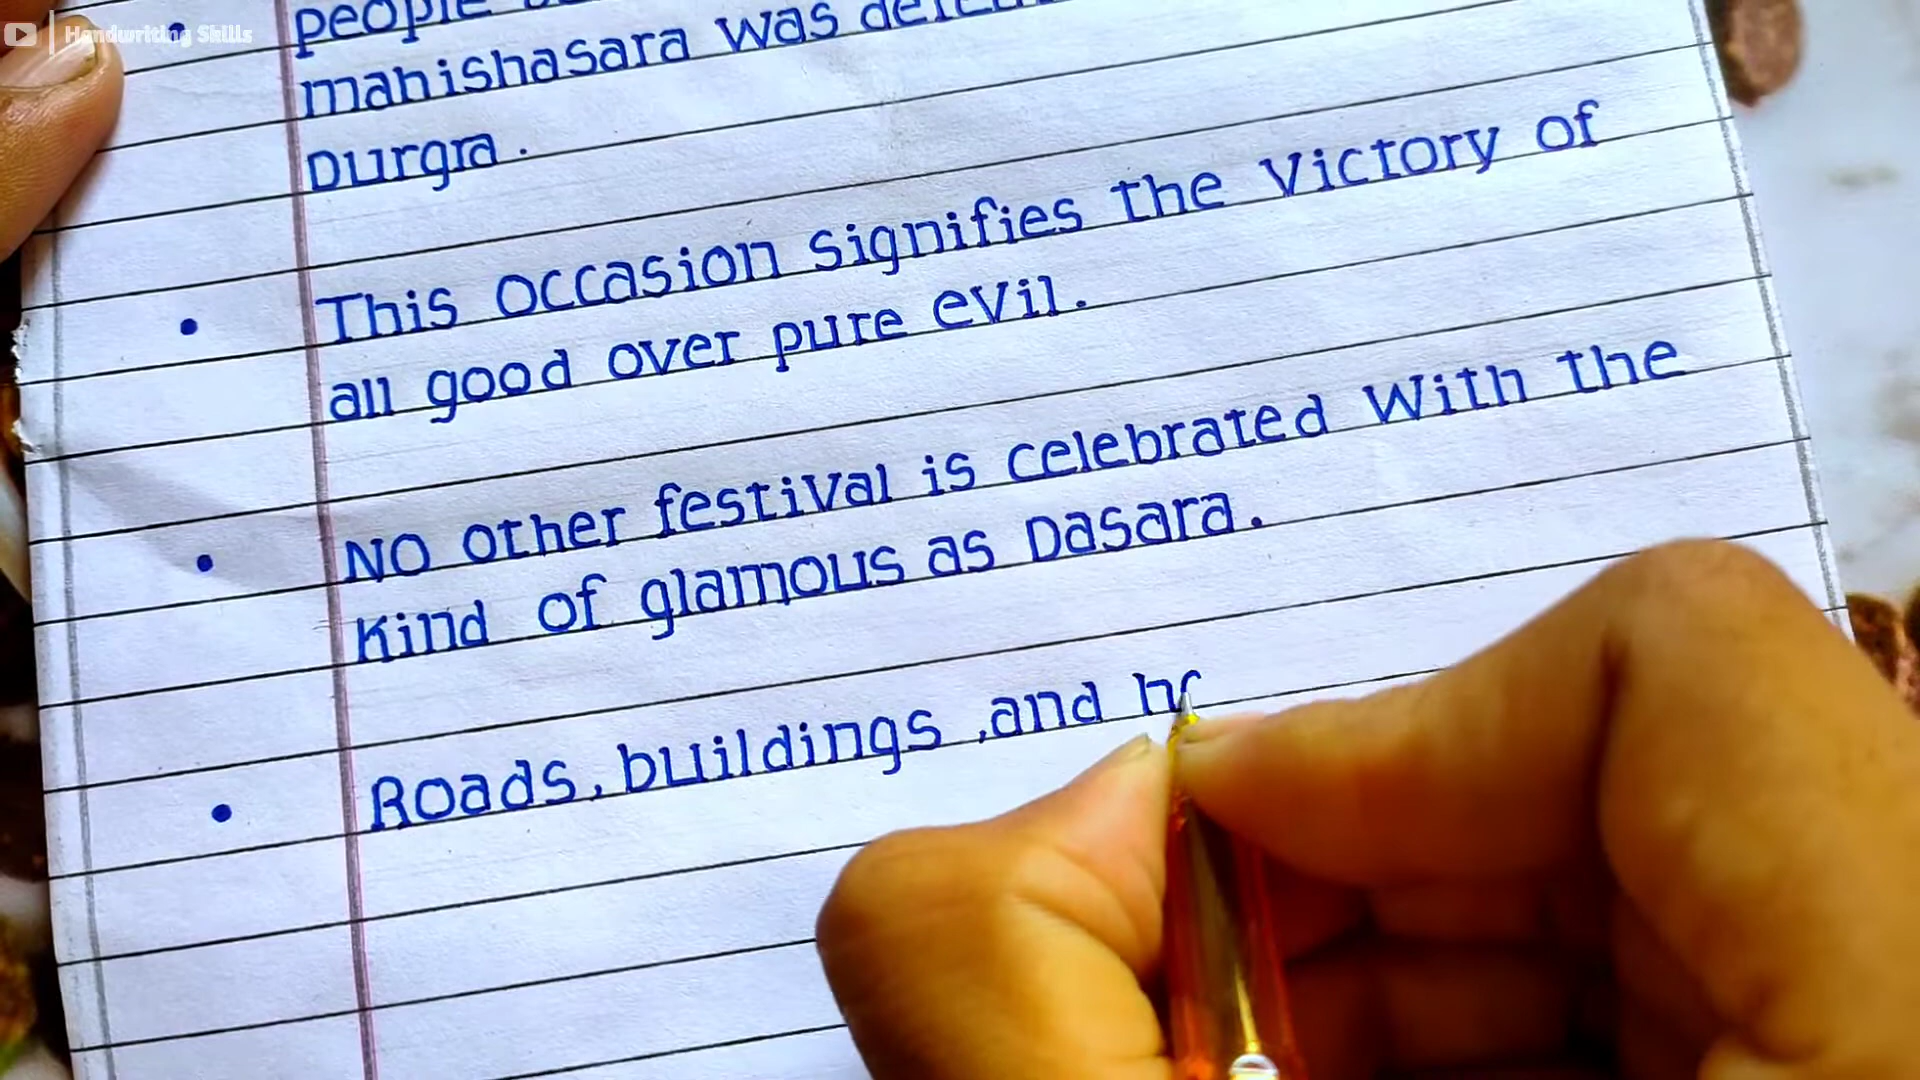 Handwriting Skills
people
mahishasara was
Durgra.
• This occasion signifies the Victory of
all good over pure evil.
• NO other festival is celebrated With the
Kind of glamous as Dasara.
• Roads, buildings ,and